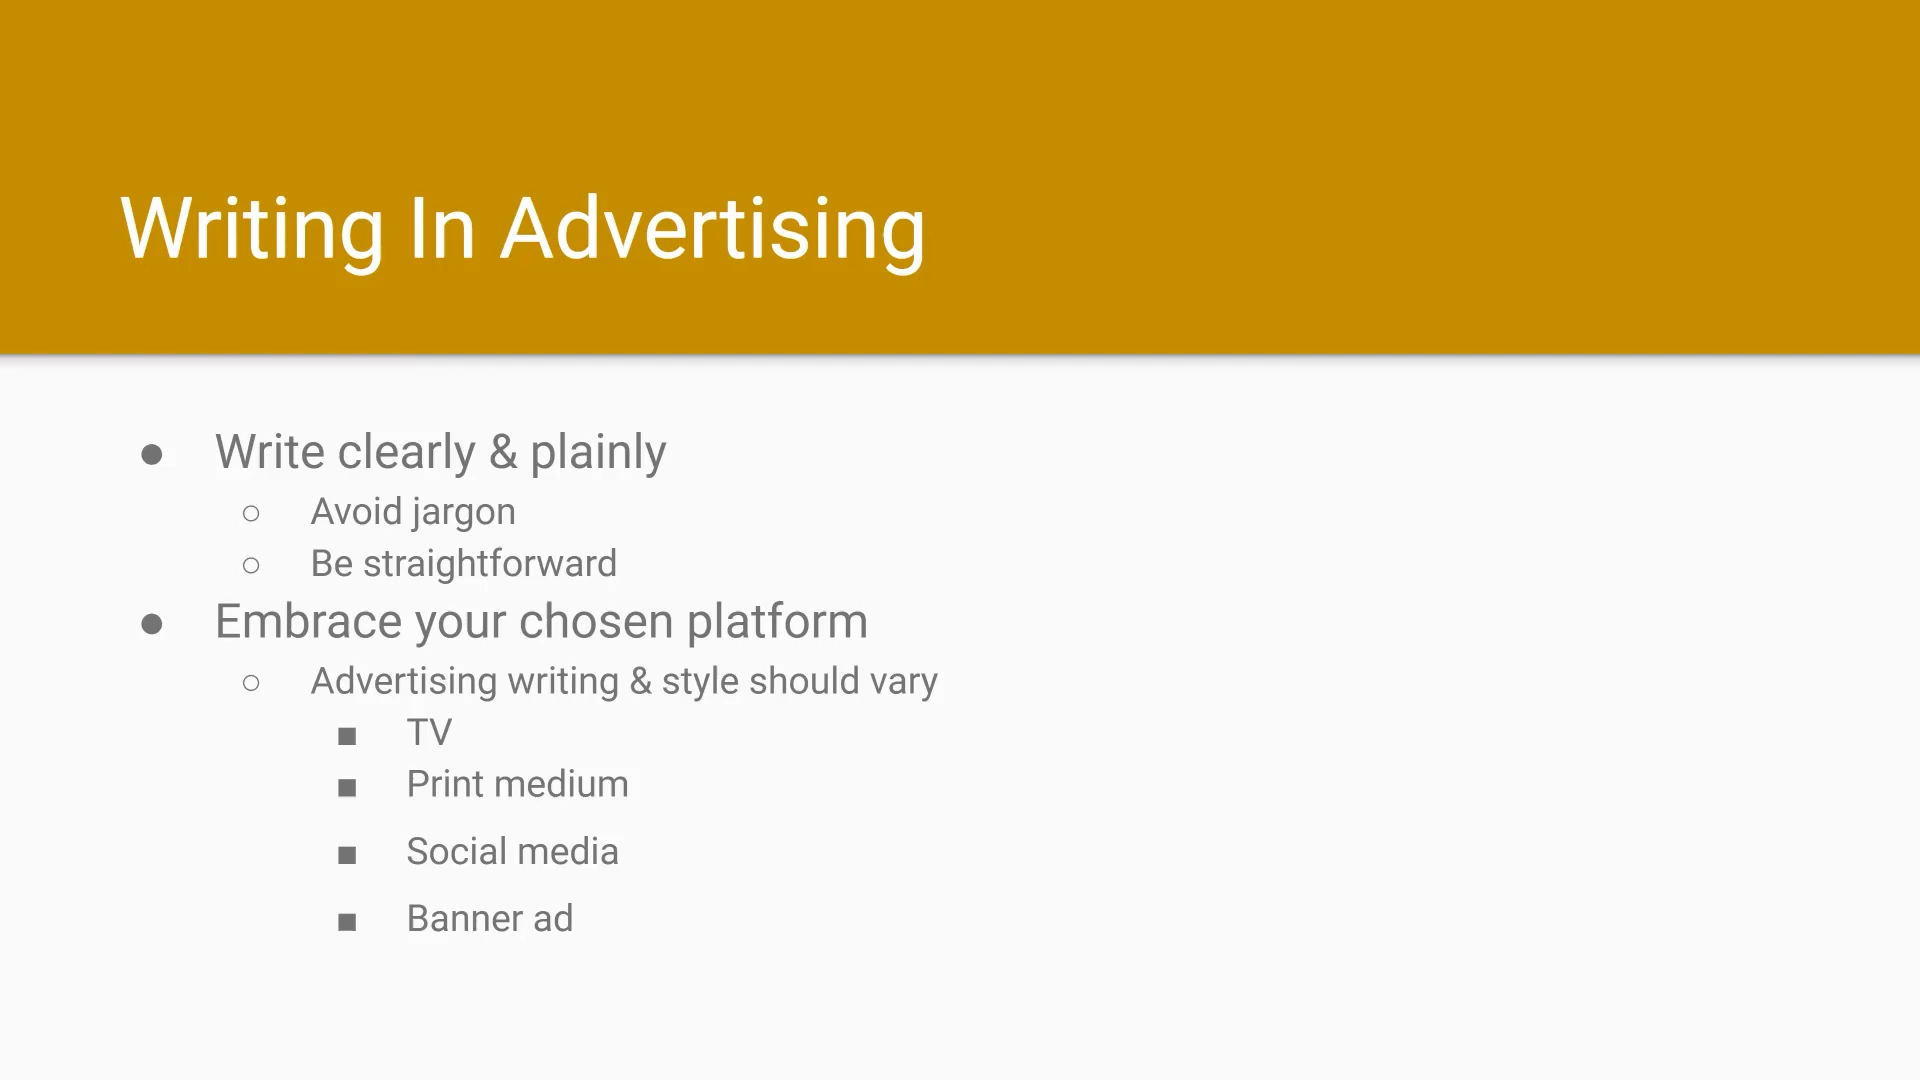 Writing In Advertising
● Write clearly & plainly
○ Avoid jargon
○ Be straightforward
● Embrace your chosen platform
○ Advertising writing & style should vary
■ TV
■ Print medium
■ Social media
■ Banner ad